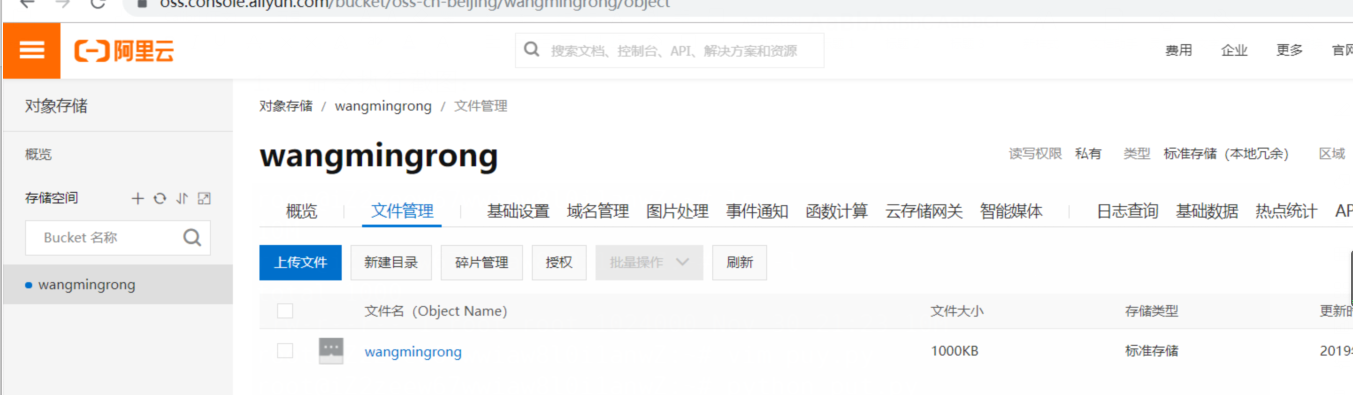 oss.console.aliyun.com/bucket/oss-cn-beijing/wangmingrong/object
阿里云 搜索文档、控制台、API、解决方案和资源 费用 企业 更多 官网
对象存储 对象存储 / wangmingrong / 文件管理
概览 wangmingrong 读写权限 私有 类型 标准存储（本地冗余） 区域
存储空间
概览 文件管理 基础设置 域名管理 图片处理 事件通知 函数计算 云存储网关 智能媒体 日志查询 基础数据 热点统计 AP
Bucket 名称
上传文件 新建目录 碎片管理 授权 批量操作 刷新
wangmingrong
文件名（Object Name） 文件大小 存储类型 更新时
wangmingrong 1000KB 标准存储 2019